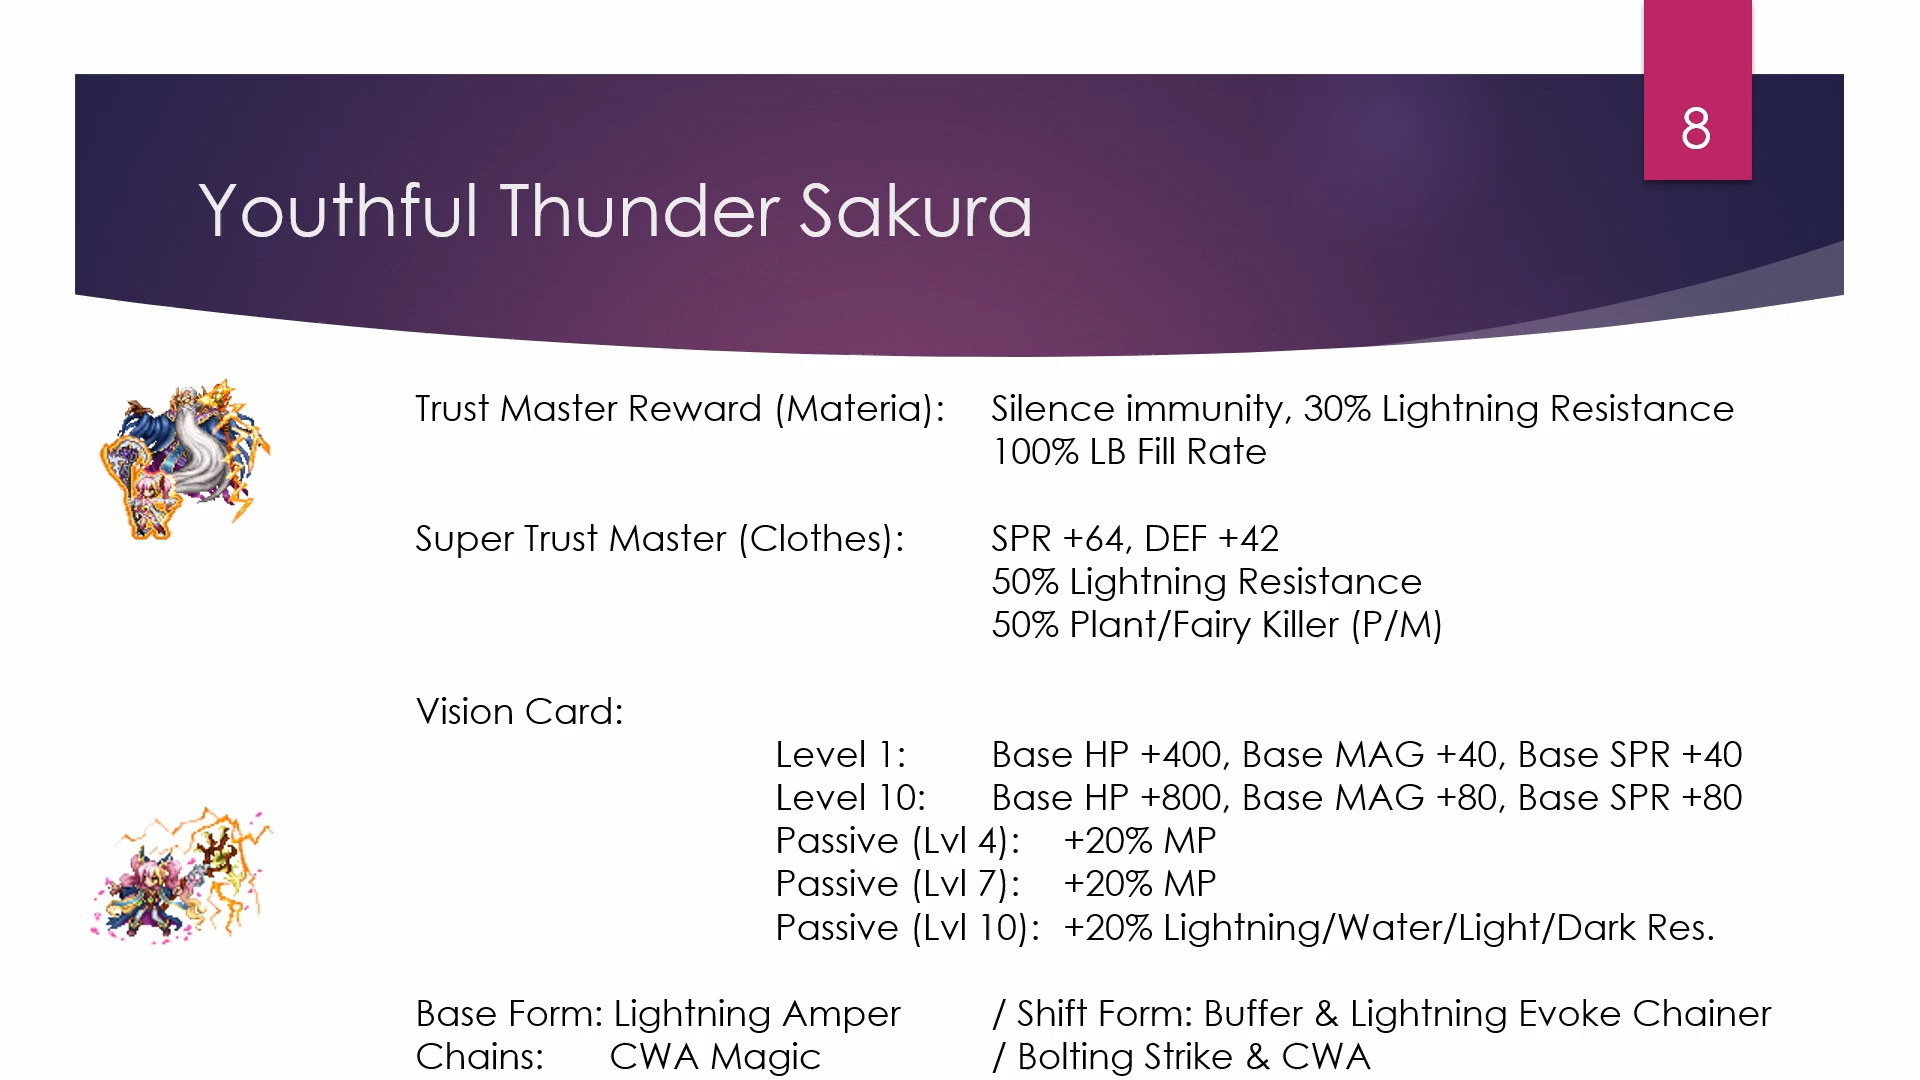 8
Youthful Thunder Sakura
Trust Master Reward (Materia): Silence immunity, 30% Lightning Resistance
100% LB Fill Rate
Super Trust Master (Clothes): SPR +64, DEF +42
50% Lightning Resistance
50% Plant/Fairy Killer (P/M)
Vision Card:
Level 1: Base HP +400, Base MAG +40, Base SPR +40
Level 10: Base HP +800, Base MAG +80, Base SPR +80
Passive (Lvl 4): +20% MP
Passive (Lvl 7): +20% MP
Passive (Lvl 10): +20% Lightning/Water/Light/Dark Res.
Base Form: Lightning Amper / Shift Form: Buffer & Lightning Evoke Chainer
Chains: CWA Magic / Bolting Strike & CWA